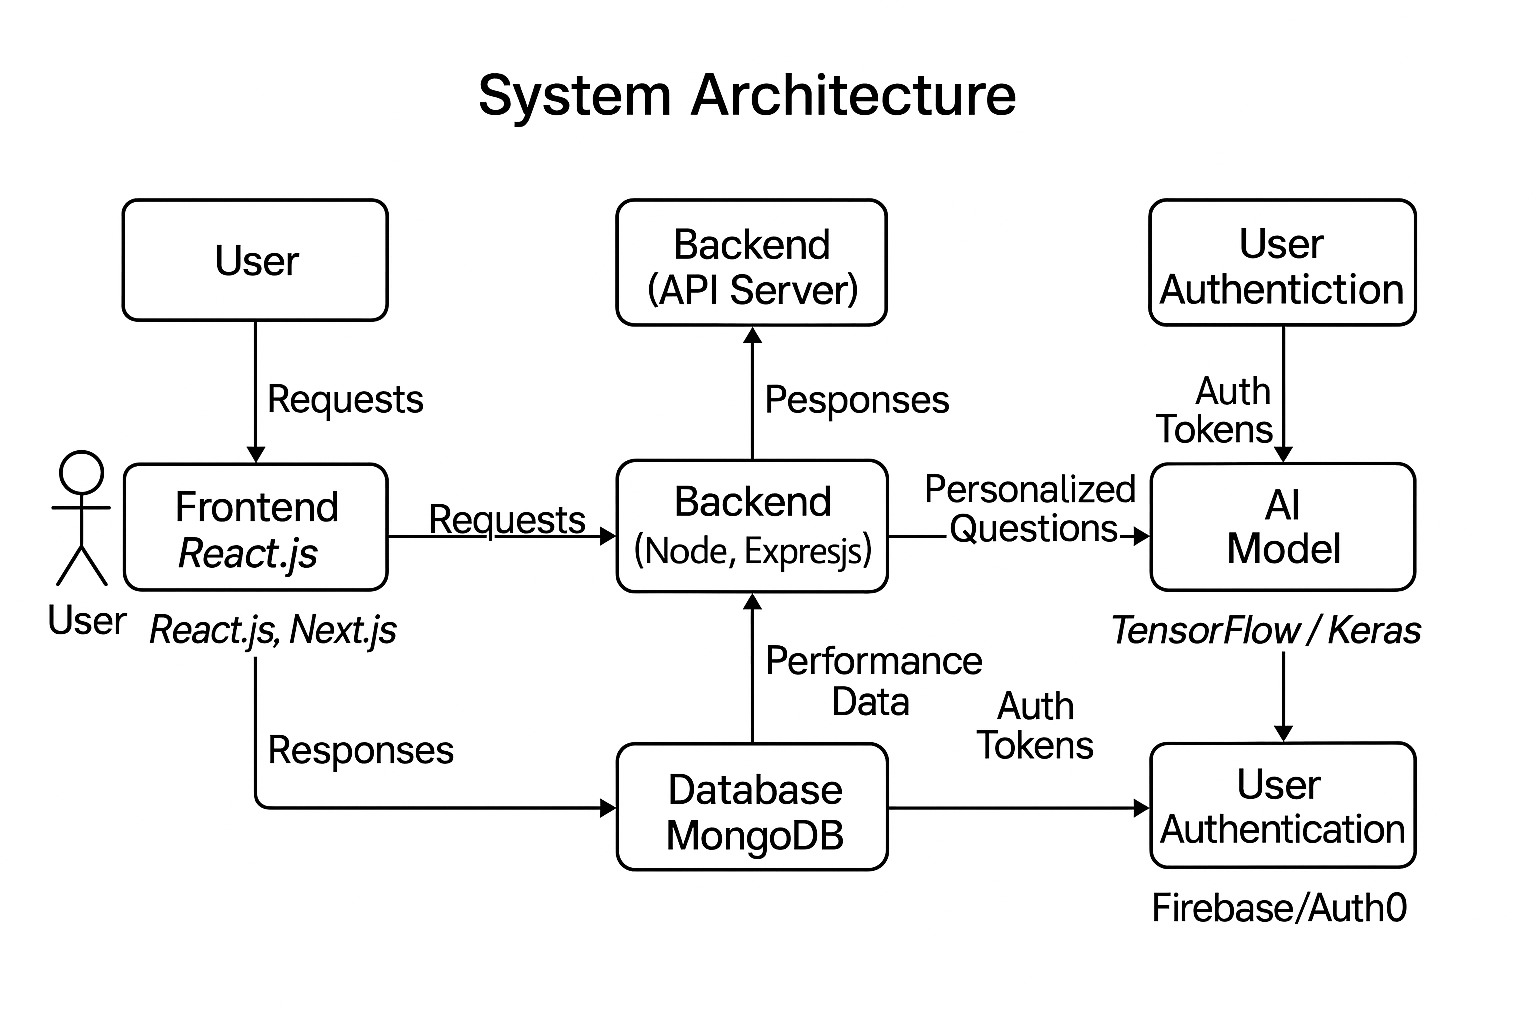 System Architecture
User
Backend
(API Server)
User
Authentiction
Requests
Pesponses
Auth
Tokens
Frontend
React.js
Requests
Backend
(Node, Expresjs)
Personalized
Questions
AI
Model
User
React.js, Next.js
TensorFlow / Keras
Performance
Data
Auth
Tokens
Responses
Database
MongoDB
User
Authentication
Firebase/Auth0